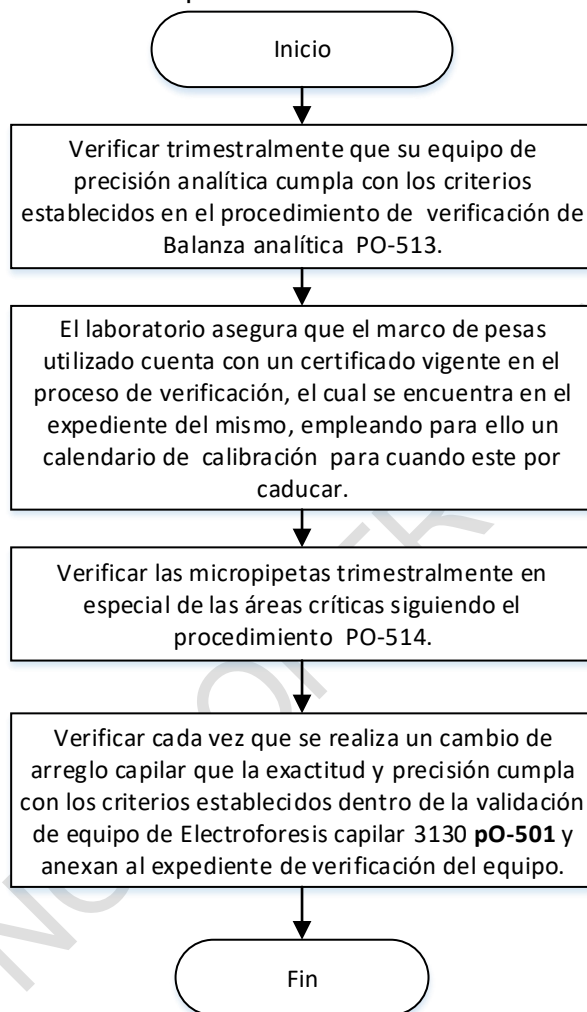 Inicio
Verificar trimestralmente que su equipo de
precisión analítica cumpla con los criterios
establecidos en el procedimiento de verificación de
Balanza analítica PO-513.
El laboratorio asegura que el marco de pesas
utilizado cuenta con un certificado vigente en el
proceso de verificación, el cual se encuentra en el
expediente del mismo, empleando para ello un
calendario de calibración para cuando este por
caducar.
Verificar las micropipetas trimestralmente en
especial de las áreas críticas siguiendo el
procedimiento PO-514.
Verificar cada vez que se realiza un cambio de
arreglo capilar que la exactitud y precisión cumpla
con los criterios establecidos dentro de la validación
de equipo de Electroforesis capilar 3130 pO-501 y
anexan al expediente de verificación del equipo.
Fin